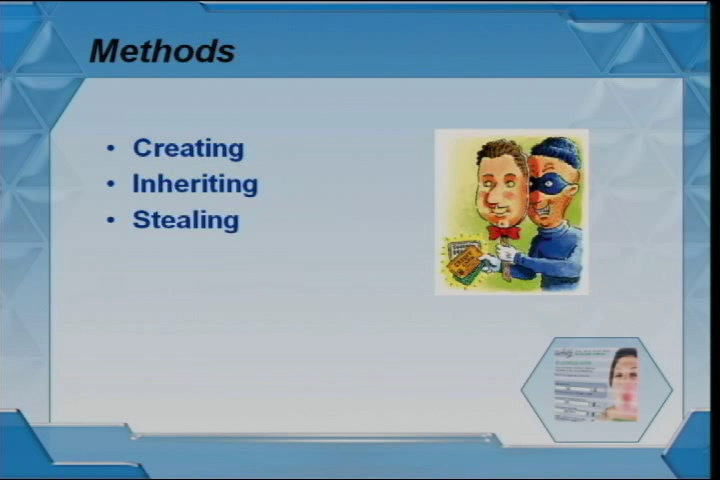 Methods
• Creating
• Inheriting
• Stealing